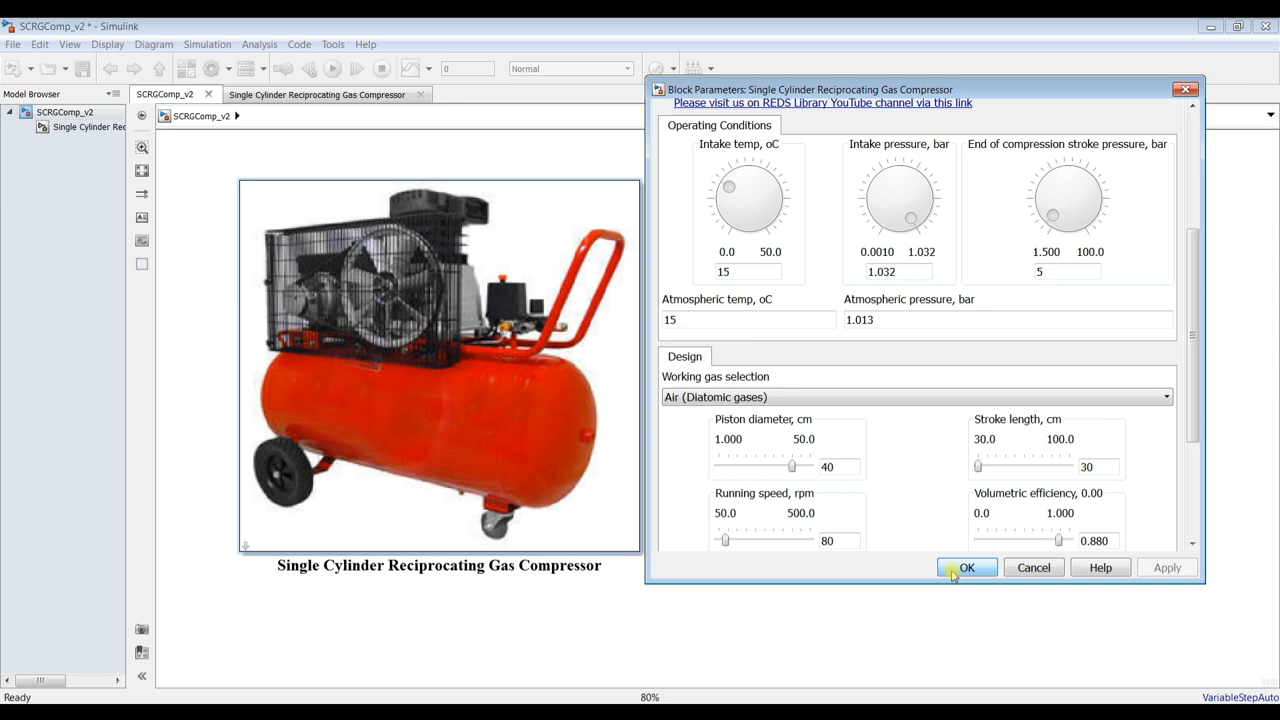 SCRGComp_v2 * - Simulink
File Edit View Display Diagram Simulation Analysis Code Tools Help
0
Normal
Model Browser
SCRGComp_v2
Single Cylinder Reciprocating Gas Compressor
SCRGComp_v2
Single Cylinder Rec
SCRGComp_v2
Block Parameters: Single Cylinder Reciprocating Gas Compressor
Please visit us on REDS Library YouTube channel via this link
Operating Conditions
Intake temp, oC
Intake pressure, bar
End of compression stroke pressure, bar
0.0 50.0
0.0010 1.032
1.500 100.0
15
1.032
5
Atmospheric temp, oC
Atmospheric pressure, bar
15
1.013
Design
Working gas selection
Air (Diatomic gases)
Piston diameter, cm
Stroke length, cm
1.000 50.0
30.0 100.0
40
30
Running speed, rpm
Volumetric efficiency, 0.00
50.0 500.0
0.0 1.000
80
0.880
OK
Cancel
Help
Apply
Single Cylinder Reciprocating Gas Compressor
Ready
80%
VariableStepAuto